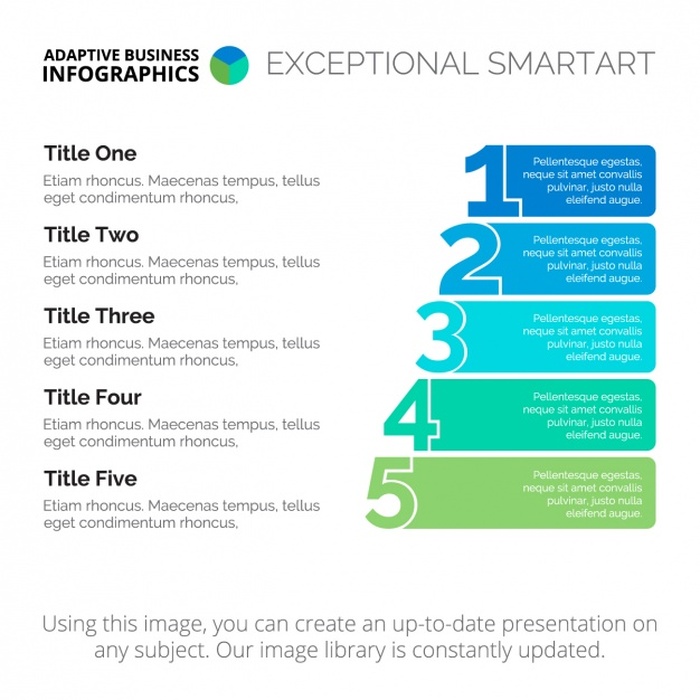 ADAPTIVE BUSINESS
INFOGRAPHICS
EXCEPTIONAL SMARTART
Title One
Etiam rhoncus. Maecenas tempus, tellus
eget condimentum rhoncus,
Title Two
Etiam rhoncus. Maecenas tempus, tellus
eget condimentum rhoncus,
Title Three
Etiam rhoncus. Maecenas tempus, tellus
eget condimentum rhoncus,
Title Four
Etiam rhoncus. Maecenas tempus, tellus
eget condimentum rhoncus,
Title Five
Etiam rhoncus. Maecenas tempus, tellus
eget condimentum rhoncus,
1
Pellentesque egestas,
neque sit amet convallis
pulvinar, justo nulla
eleifend augue.
2
Pellentesque egestas,
neque sit amet convallis
pulvinar, justo nulla
eleifend augue.
3
Pellentesque egestas,
neque sit amet convallis
pulvinar, justo nulla
eleifend augue.
4
Pellentesque egestas,
neque sit amet convallis
pulvinar, justo nulla
eleifend augue.
5
Pellentesque egestas,
neque sit amet convallis
pulvinar, justo nulla
eleifend augue.
Using this image, you can create an up-to-date presentation on
any subject. Our image library is constantly updated.